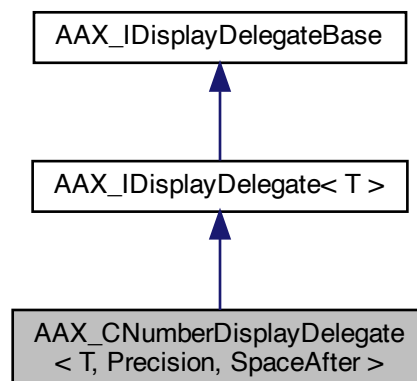 AAX_IDisplayDelegateBase
AAX_IDisplayDelegate< T >
AAX_CNumberDisplayDelegate
< T, Precision, SpaceAfter >